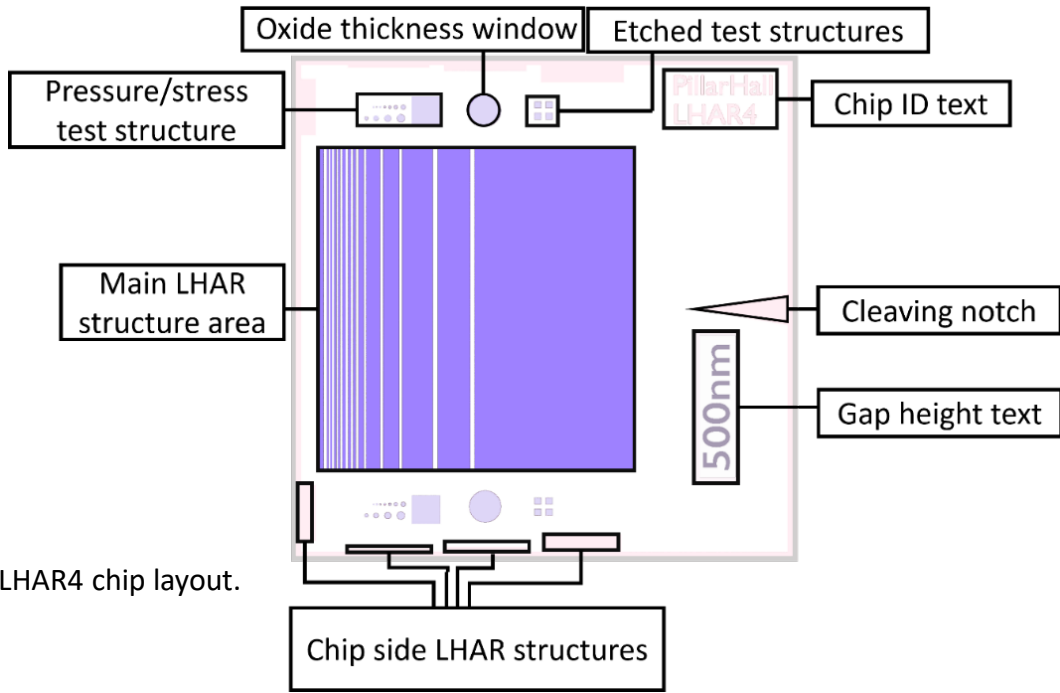 Oxide thickness window
Etched test structures
Pressure/stress
test structure
PillarHall
LHAR4
Chip ID text
Main LHAR
structure area
Cleaving notch
500nm
Gap height text
LHAR4 chip layout.
Chip side LHAR structures